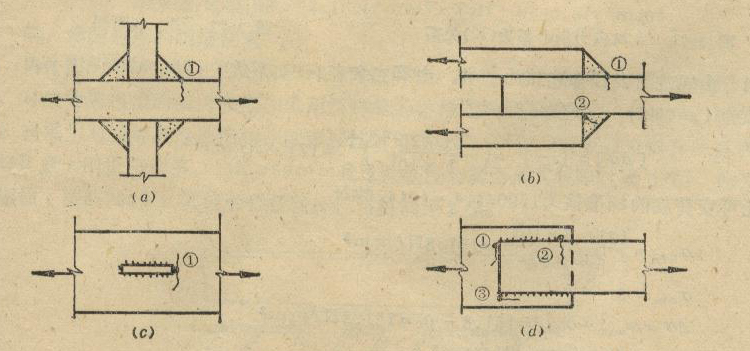 ①
(a)
①
②
(b)
①
(c)
①
②
③
(d)